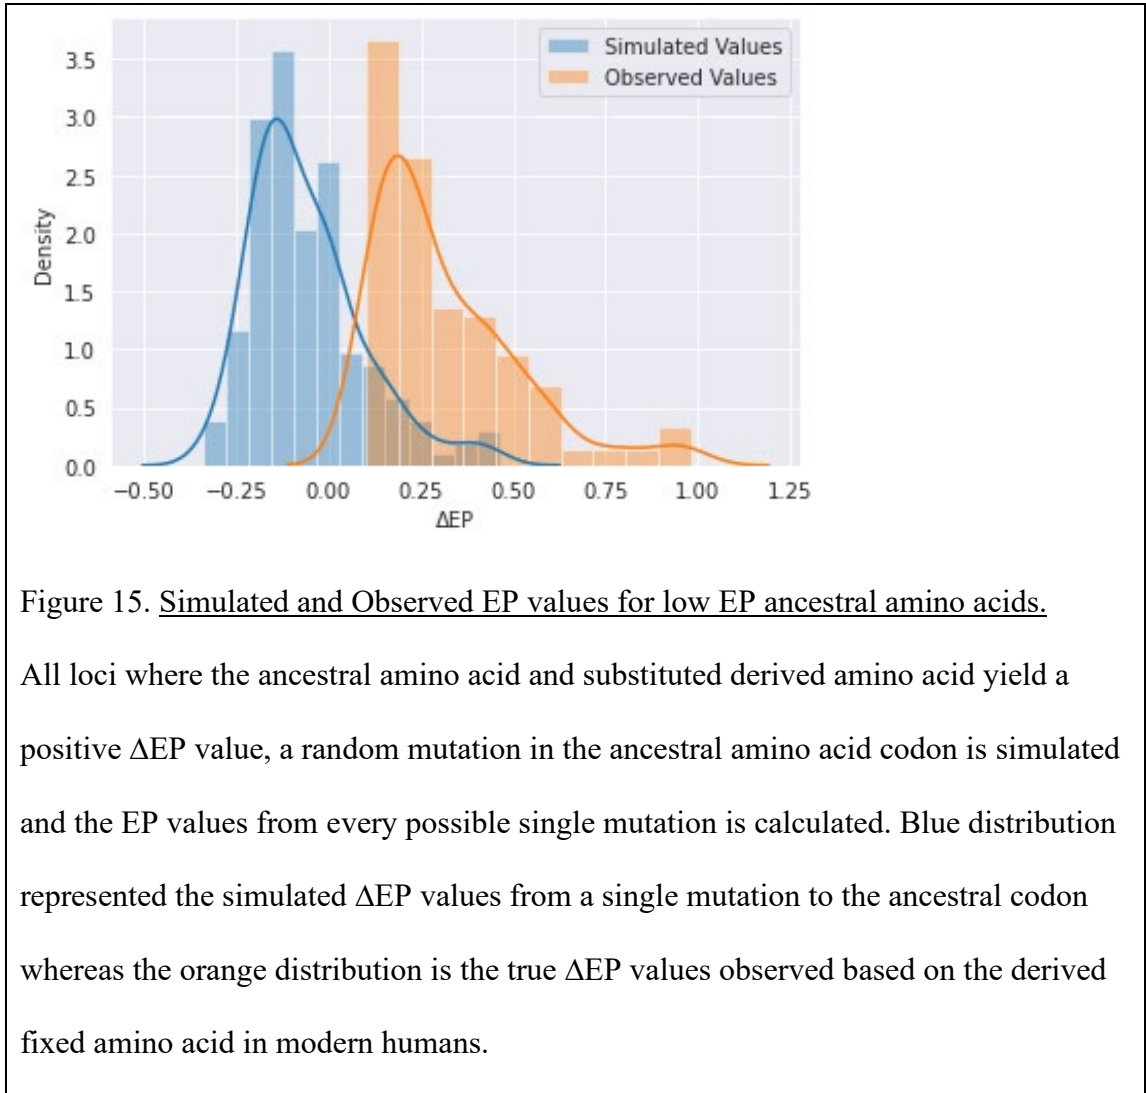 Simulated Values
Observed Values
3.5
3.0
2.5
2.0
1.5
1.0
0.5
0.0
Density
−0.50 −0.25 0.00 0.25 0.50 0.75 1.00 1.25
ΔEP
Figure 15. Simulated and Observed EP values for low EP ancestral amino acids.
All loci where the ancestral amino acid and substituted derived amino acid yield a
positive ΔEP value, a random mutation in the ancestral amino acid codon is simulated
and the EP values from every possible single mutation is calculated. Blue distribution
represented the simulated ΔEP values from a single mutation to the ancestral codon
whereas the orange distribution is the true ΔEP values observed based on the derived
fixed amino acid in modern humans.